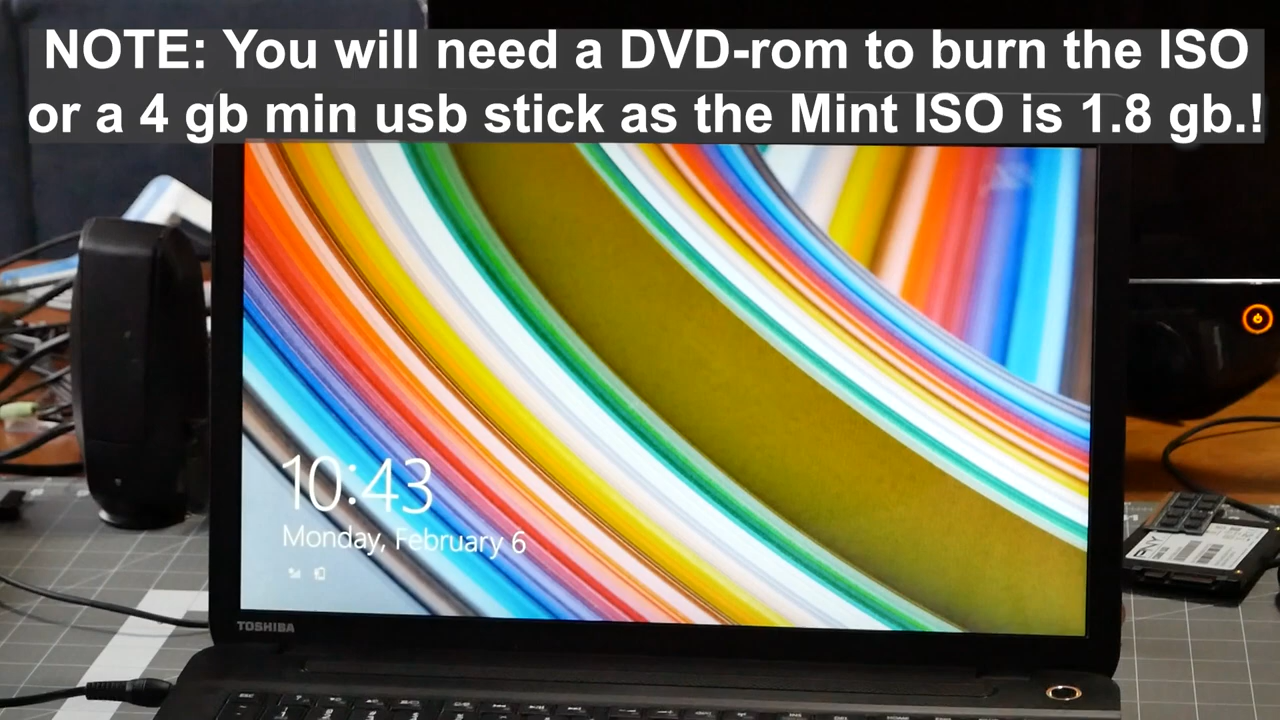 NOTE: You will need a DVD-rom to burn the ISO
or a 4 gb min usb stick as the Mint ISO is 1.8 gb.!
10:43
Monday, February 6
TOSHIBA
PNY